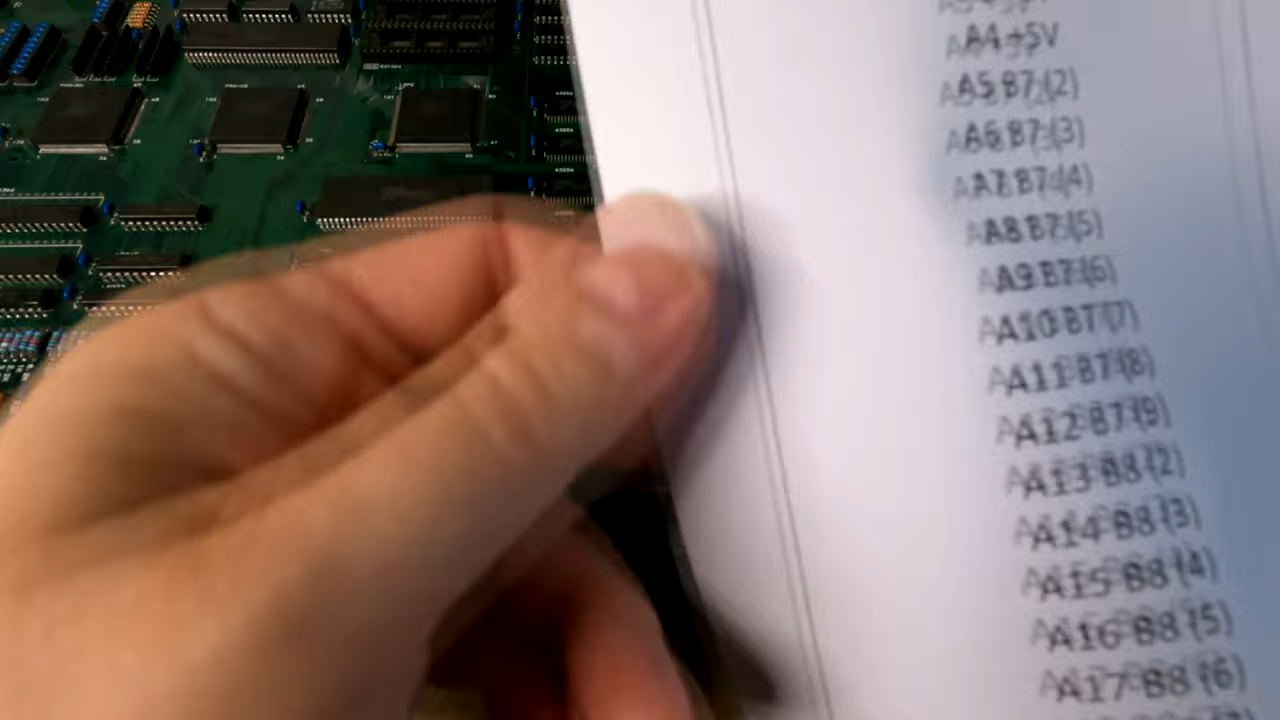 A4 +5V
A5 B7 (2)
A6 B7 (3)
A7 B7 (4)
A8 B7 (5)
A9 B7 (6)
A10 B7 (7)
A11 B7 (8)
A12 B7 (9)
A13 B8 (2)
A14 B8 (3)
A15 B8 (4)
A16 B8 (5)
A17 B8 (6)